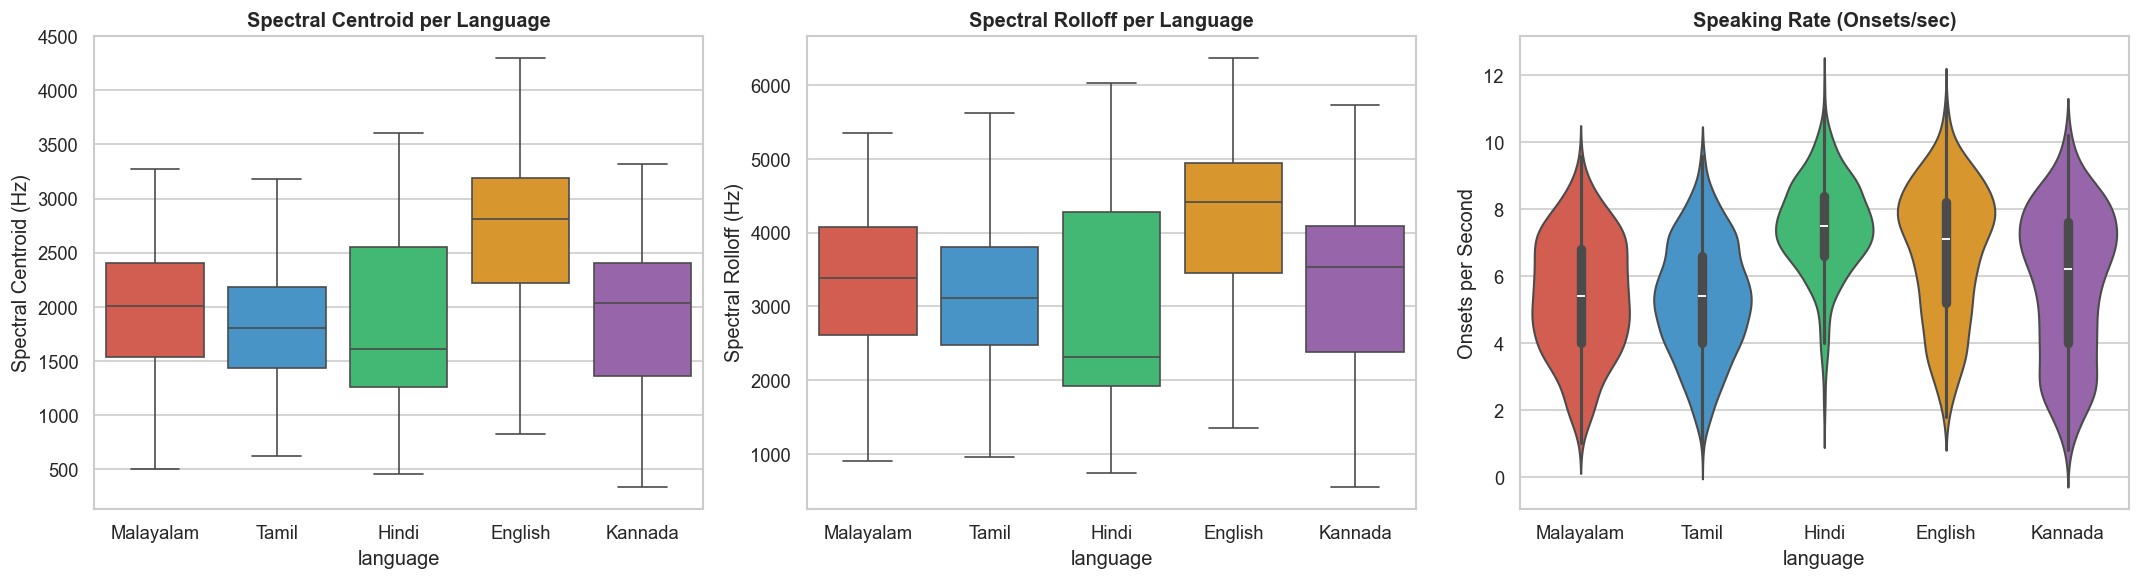 Spectral Centroid per Language
Spectral Centroid (Hz)
4500
4000
3500
3000
2500
2000
1500
1000
500
Malayalam Tamil Hindi English Kannada
language
Spectral Rolloff per Language
Spectral Rolloff (Hz)
6000
5000
4000
3000
2000
1000
Malayalam Tamil Hindi English Kannada
language
Speaking Rate (Onsets/sec)
Onsets per Second
12
10
8
6
4
2
0
Malayalam Tamil Hindi English Kannada
language